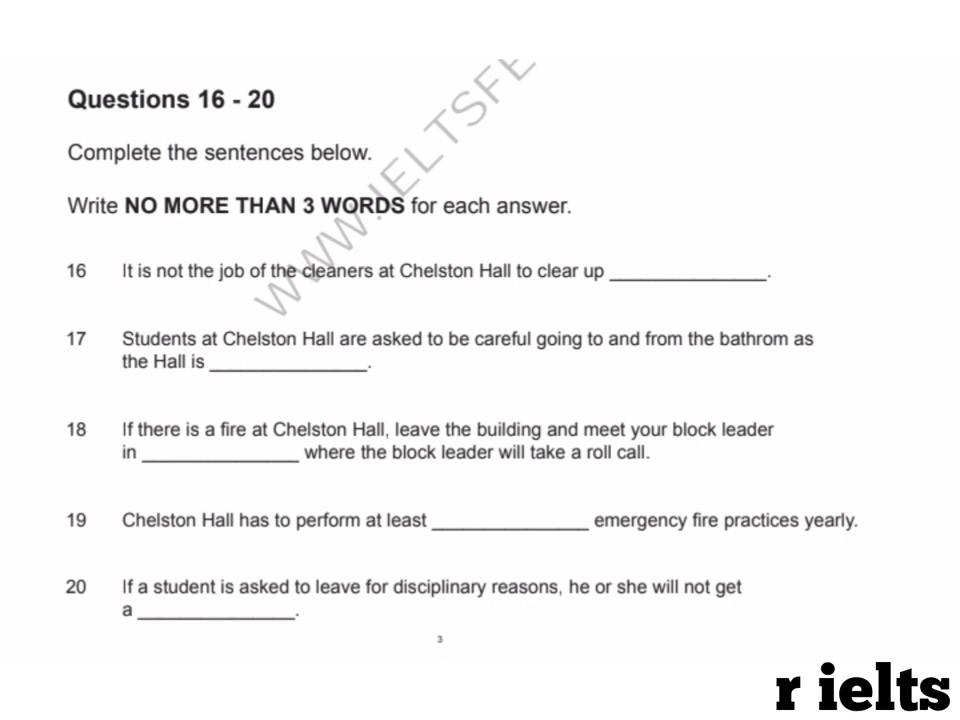 Questions 16 - 20
Complete the sentences below.
Write NO MORE THAN 3 WORDS for each answer.
WWW.IELTSFE
16 It is not the job of the cleaners at Chelston Hall to clear up _______________.
17 Students at Chelston Hall are asked to be careful going to and from the bathrom as
the Hall is _______________.
18 If there is a fire at Chelston Hall, leave the building and meet your block leader
in _______________ where the block leader will take a roll call.
19 Chelston Hall has to perform at least _______________ emergency fire practices yearly.
20 If a student is asked to leave for disciplinary reasons, he or she will not get
a _______________.
3
r ielts